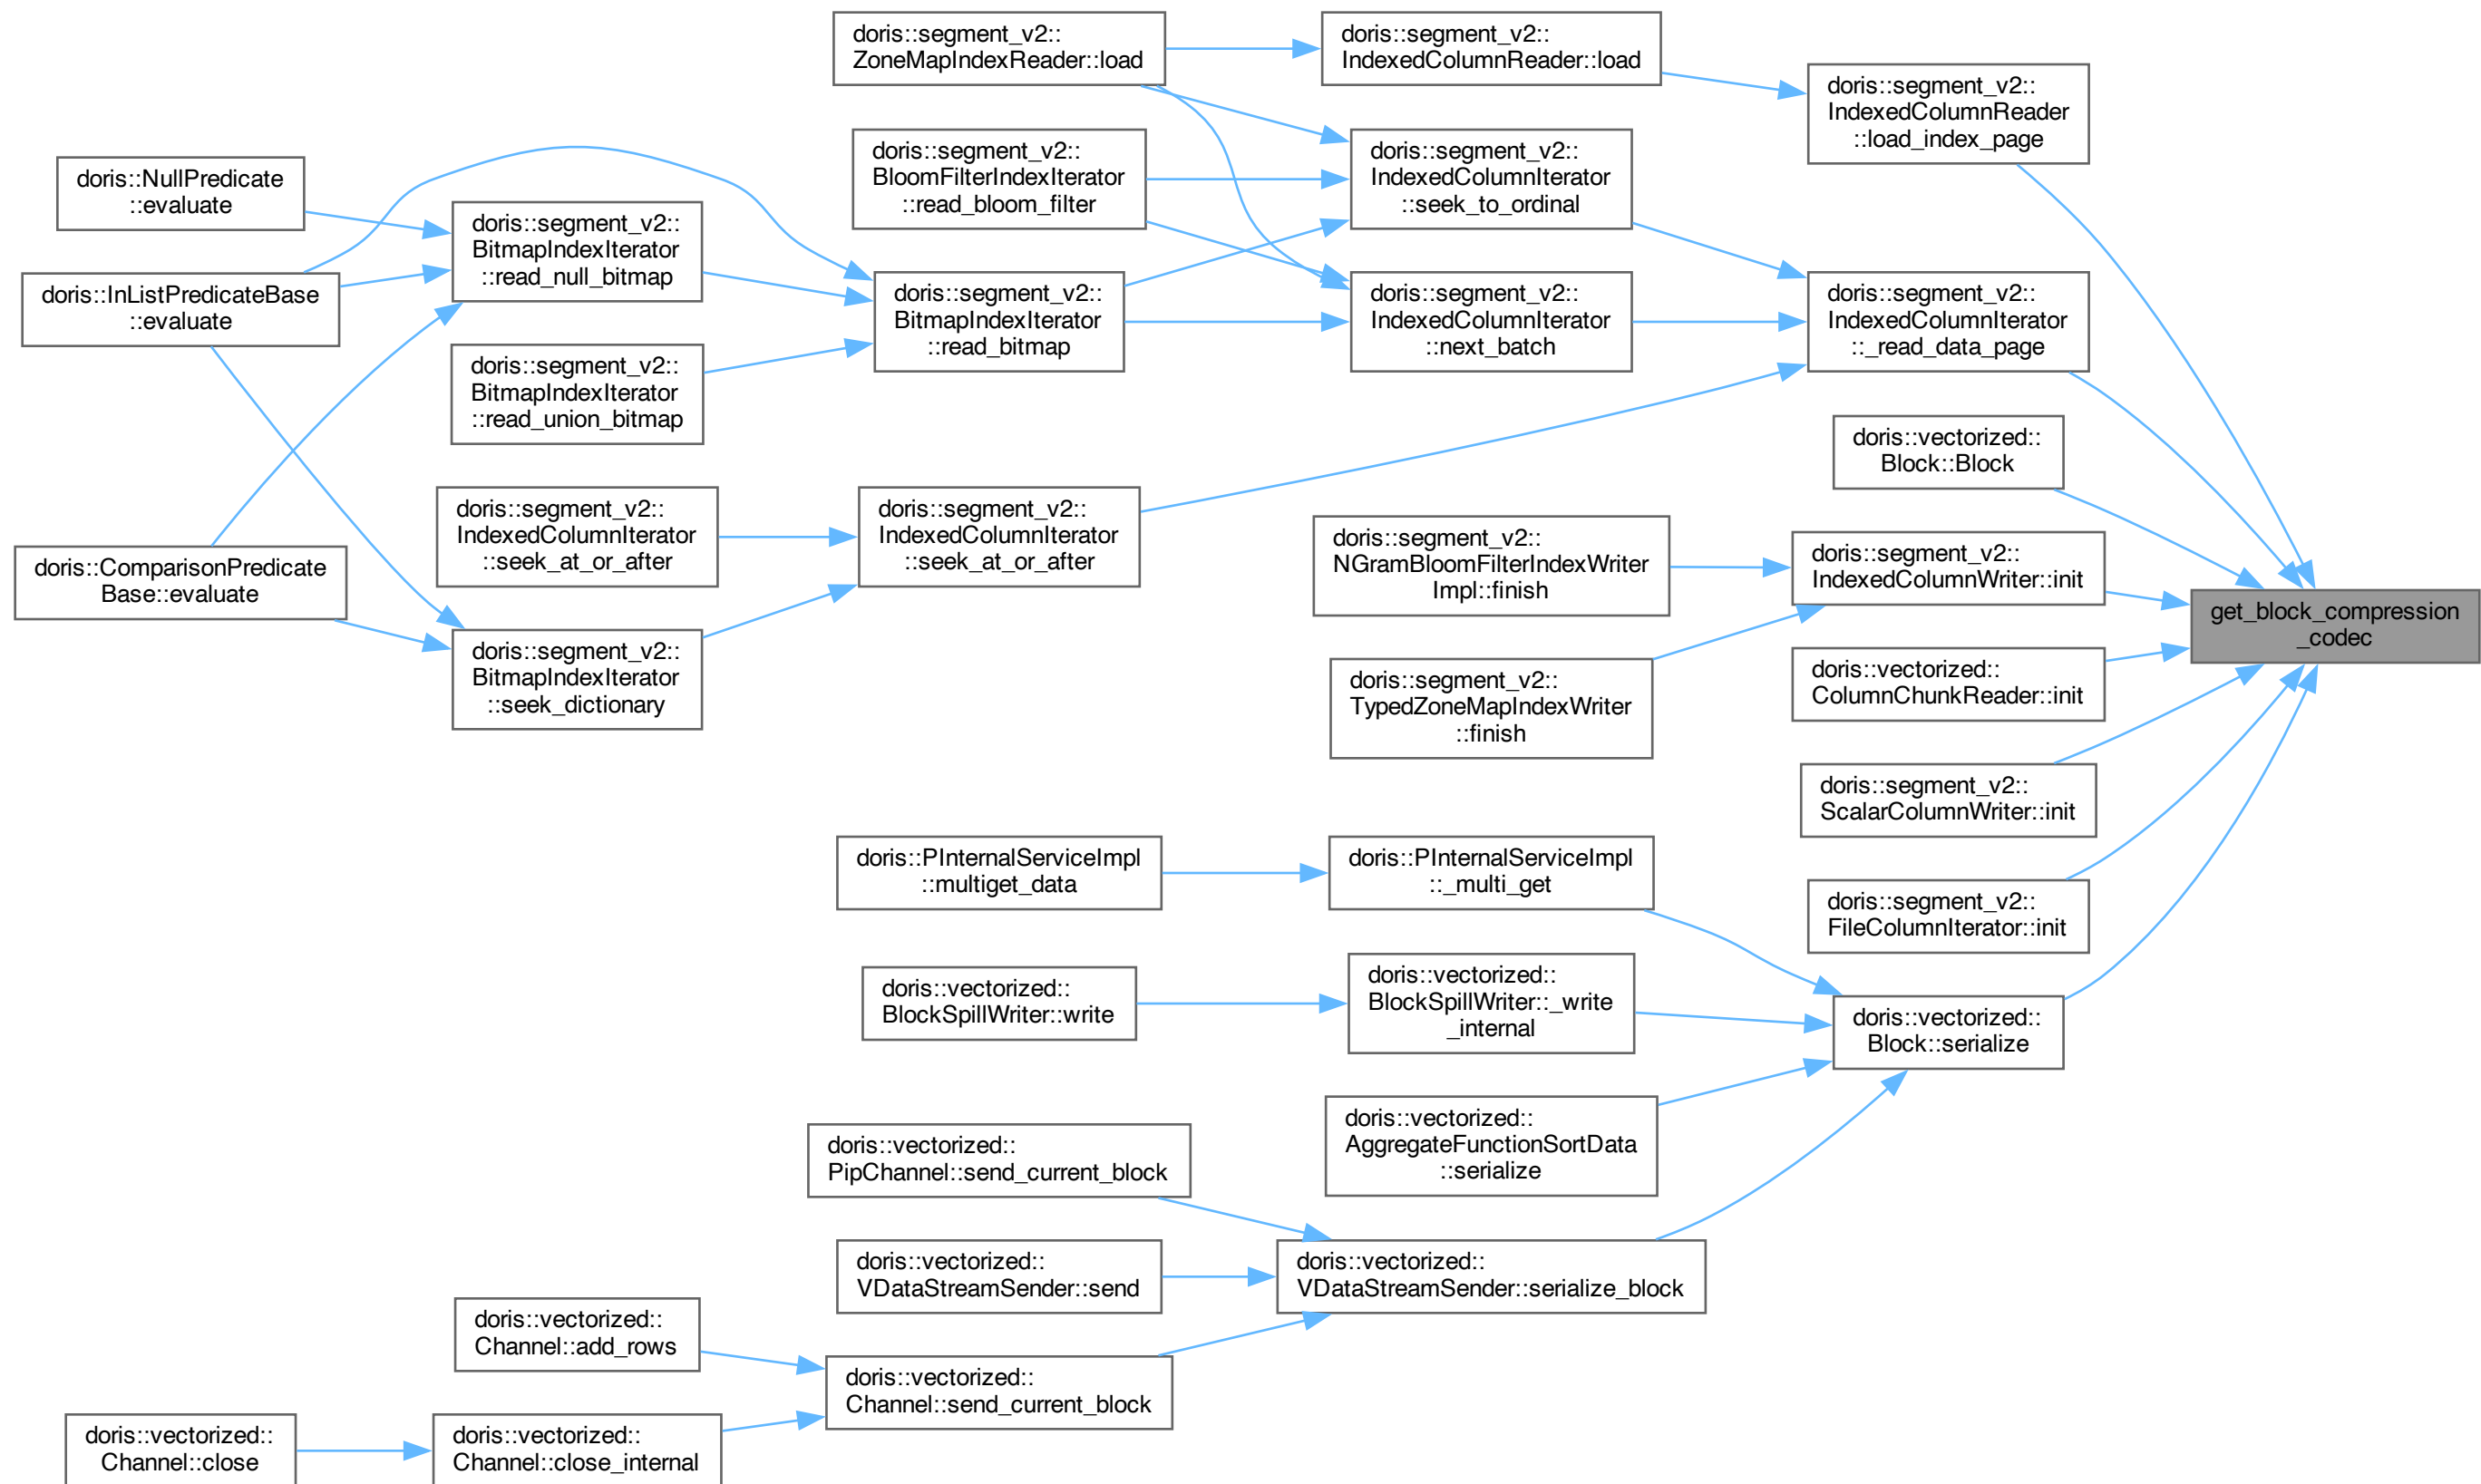 doris::segment_v2::
ZoneMapIndexReader::load
doris::segment_v2::
IndexedColumnReader::load
doris::segment_v2::
IndexedColumnReader
::load_index_page
doris::segment_v2::
BloomFilterIndexIterator
::read_bloom_filter
doris::segment_v2::
IndexedColumnIterator
::seek_to_ordinal
doris::NullPredicate
::evaluate
doris::segment_v2::
BitmapIndexIterator
::read_null_bitmap
doris::InListPredicateBase
::evaluate
doris::segment_v2::
BitmapIndexIterator
::read_bitmap
doris::segment_v2::
IndexedColumnIterator
::next_batch
doris::segment_v2::
IndexedColumnIterator
::_read_data_page
doris::segment_v2::
BitmapIndexIterator
::read_union_bitmap
doris::vectorized::
Block::Block
doris::segment_v2::
IndexedColumnIterator
::seek_at_or_after
doris::segment_v2::
IndexedColumnIterator
::seek_at_or_after
doris::segment_v2::
NGramBloomFilterIndexWriter
Impl::finish
doris::segment_v2::
IndexedColumnWriter::init
doris::ComparisonPredicate
Base::evaluate
get_block_compression
_codec
doris::segment_v2::
BitmapIndexIterator
::seek_dictionary
doris::segment_v2::
TypedZoneMapIndexWriter
::finish
doris::vectorized::
ColumnChunkReader::init
doris::segment_v2::
ScalarColumnWriter::init
doris::PInternalServiceImpl
::multiget_data
doris::PInternalServiceImpl
::_multi_get
doris::segment_v2::
FileColumnIterator::init
doris::vectorized::
BlockSpillWriter::write
doris::vectorized::
BlockSpillWriter::_write
_internal
doris::vectorized::
Block::serialize
doris::vectorized::
AggregateFunctionSortData
::serialize
doris::vectorized::
PipChannel::send_current_block
doris::vectorized::
VDataStreamSender::send
doris::vectorized::
VDataStreamSender::serialize_block
doris::vectorized::
Channel::add_rows
doris::vectorized::
Channel::send_current_block
doris::vectorized::
Channel::close
doris::vectorized::
Channel::close_internal